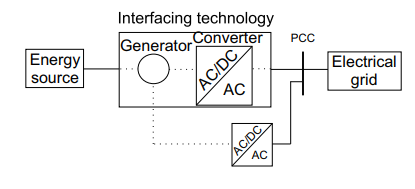 Interfacing technology
Generator
Converter
PCC
Energy
source
AC/DC
AC
Electrical
grid
AC/DC
AC